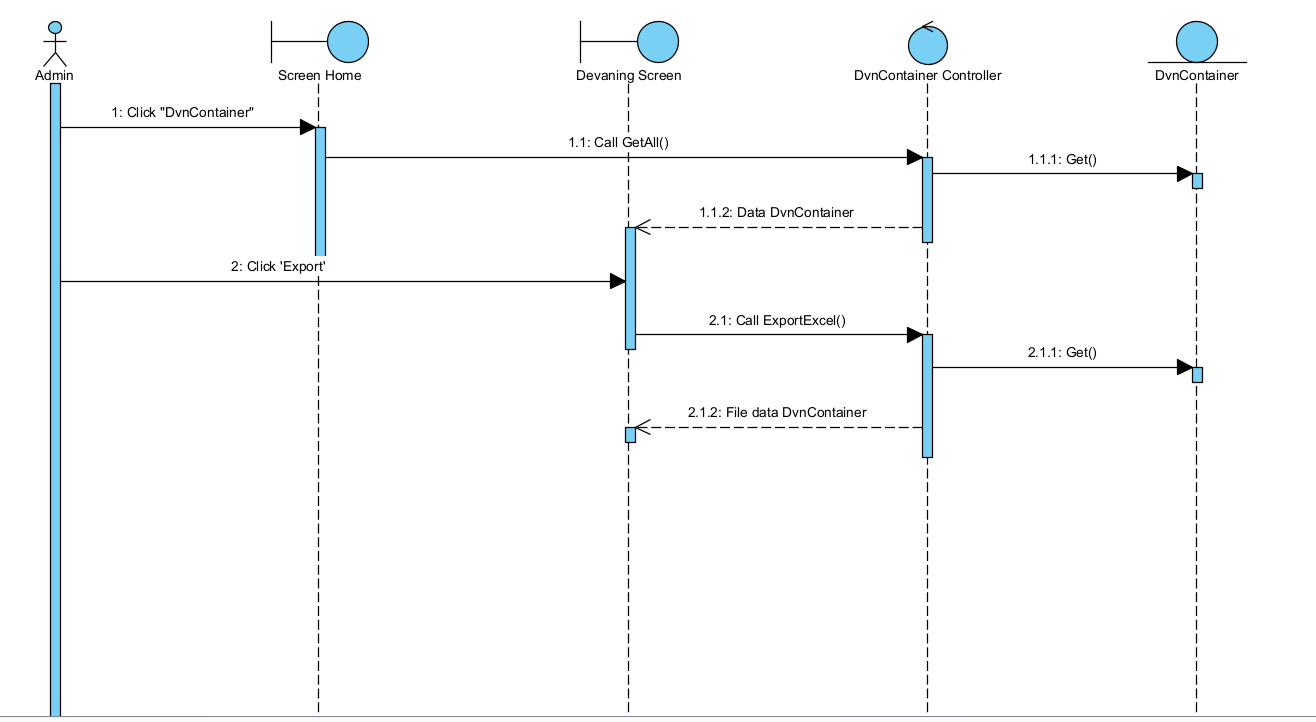 Admin
Screen Home
Devaning Screen
DvnContainer Controller
DvnContainer
1: Click "DvnContainer"
1.1: Call GetAll()
1.1.1: Get()
1.1.2: Data DvnContainer
2: Click 'Export'
2.1: Call ExportExcel()
2.1.1: Get()
2.1.2: File data DvnContainer